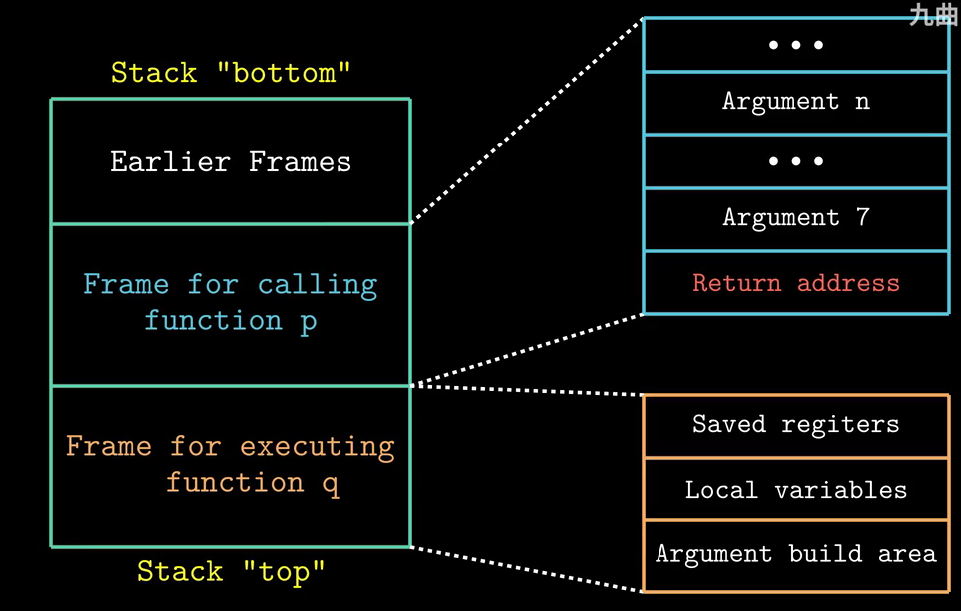 九曲
Stack "bottom"
Earlier Frames
Frame for calling
function p
Frame for executing
function q
Stack "top"
•••
Argument n
•••
Argument 7
Return address
Saved regiters
Local variables
Argument build area